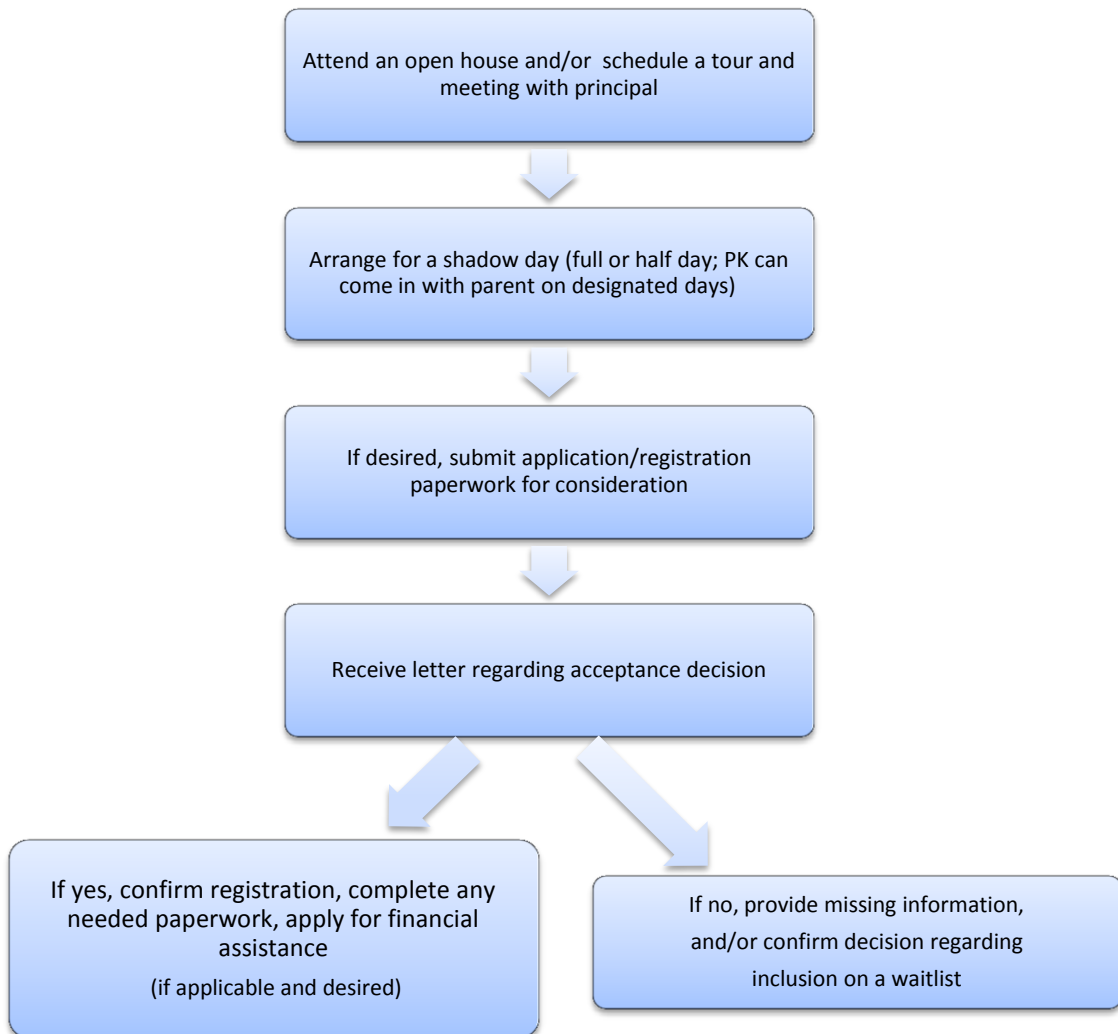 Attend an open house and/or  schedule a tour and
meeting with principal
Arrange for a shadow day (full or half day; PK can
come in with parent on designated days)
If desired, submit application/registration
paperwork for consideration
Receive letter regarding acceptance decision
If yes, confirm registration, complete any
needed paperwork, apply for financial
assistance
(if applicable and desired)
If no, provide missing information,
and/or confirm decision regarding
inclusion on a waitlist